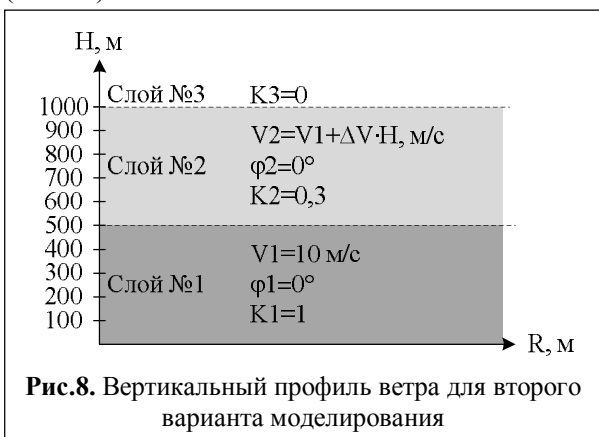 H, м
Слой №3 K3=0
1000
900 V2=V1+ΔV·H, м/с
800
Слой №2 φ2=0°
700
600 K2=0,3
500
400 V1=10 м/с
300
Слой №1 φ1=0°
200
100 K1=1
R, м
Рис.8. Вертикальный профиль ветра для второго
варианта моделирования